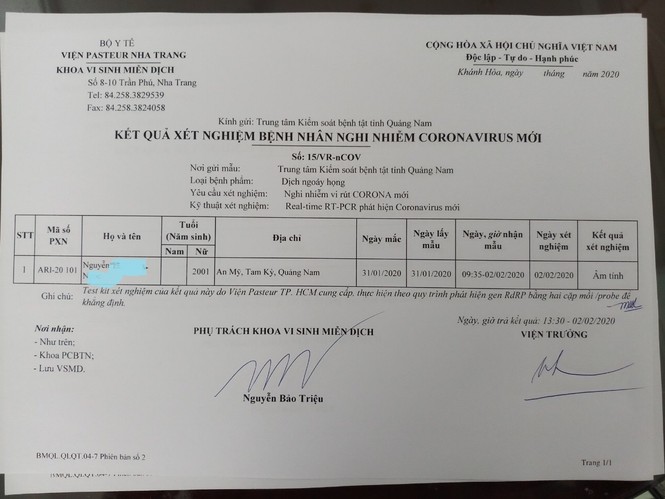 BỘ Y TẾ
VIỆN PASTEUR NHA TRANG
KHOA VI SINH MIỄN DỊCH
Số 8-10 Trần Phú, Nha Trang
Tel: 84.258.3829539
Fax: 84.258.3824058
CỘNG HÒA XÃ HỘI CHỦ NGHĨA VIỆT NAM
Độc lập - Tự do - Hạnh phúc
Khánh Hòa, ngày tháng năm 2020
Kính gửi: Trung tâm Kiểm soát bệnh tật tỉnh Quảng Nam
KẾT QUẢ XÉT NGHIỆM BỆNH NHÂN NGHI NHIỄM CORONAVIRUS MỚI
Số: 15/VR-nCOV
Nơi gửi mẫu: Trung tâm Kiểm soát bệnh tật tỉnh Quảng Nam
Loại bệnh phẩm: Dịch ngoáy họng
Yêu cầu xét nghiệm: Nghi nhiễm vi rút CORONA mới
Kỹ thuật xét nghiệm: Real-time RT-PCR phát hiện Coronavirus mới
STT Mã số PXN Họ và tên Tuổi (Năm sinh) Nam Nữ Địa chỉ Ngày mắc Ngày lấy mẫu Ngày, giờ nhận mẫu Ngày xét nghiệm Kết quả xét nghiệm
1 ARI-20 101 Nguyễn 2001 An Mỹ, Tam Kỳ, Quảng Nam 31/01/2020 31/01/2020 09:35-02/02/2020 02/02/2020 Âm tính
Ghi chú: Test kit xét nghiệm của kết quả này do Viện Pasteur TP. HCM cung cấp, thực hiện theo quy trình phát hiện gen RdRP bằng hai cặp mồi /probe để
khẳng định.
Ngày, giờ trả kết quả: 13:30 -02/02/2020
Nơi nhận:
- Như trên;
- Khoa PCBTN;
- Lưu VSMD.
PHỤ TRÁCH KHOA VI SINH MIỄN DỊCH
Nguyễn Bảo Triệu
VIỆN TRƯỞNG
BMQL.QLQT.04-7 Phiên bản số 2
Trang 1/1